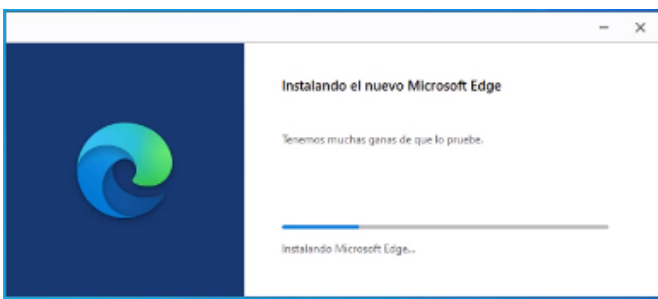 Instalando el nuevo Microsoft Edge
Tenemos muchas ganas de que lo pruebe.
Instalando Microsoft Edge...